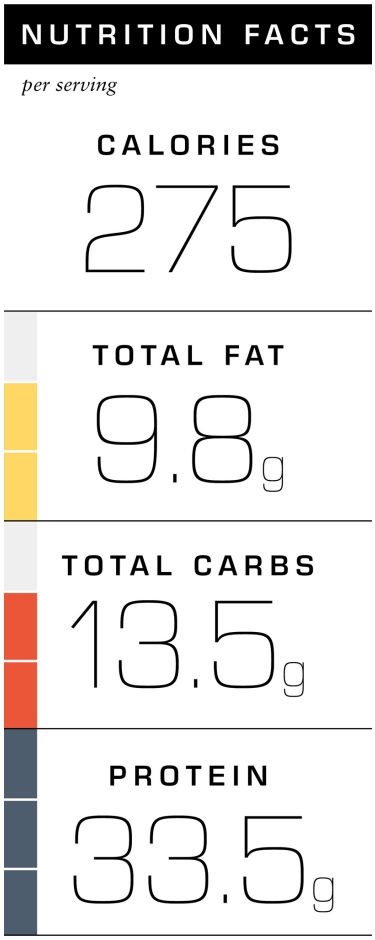 NUTRITION FACTS
per serving
CALORIES
275
TOTAL FAT
9.8g
TOTAL CARBS
13.5g
PROTEIN
33.5g